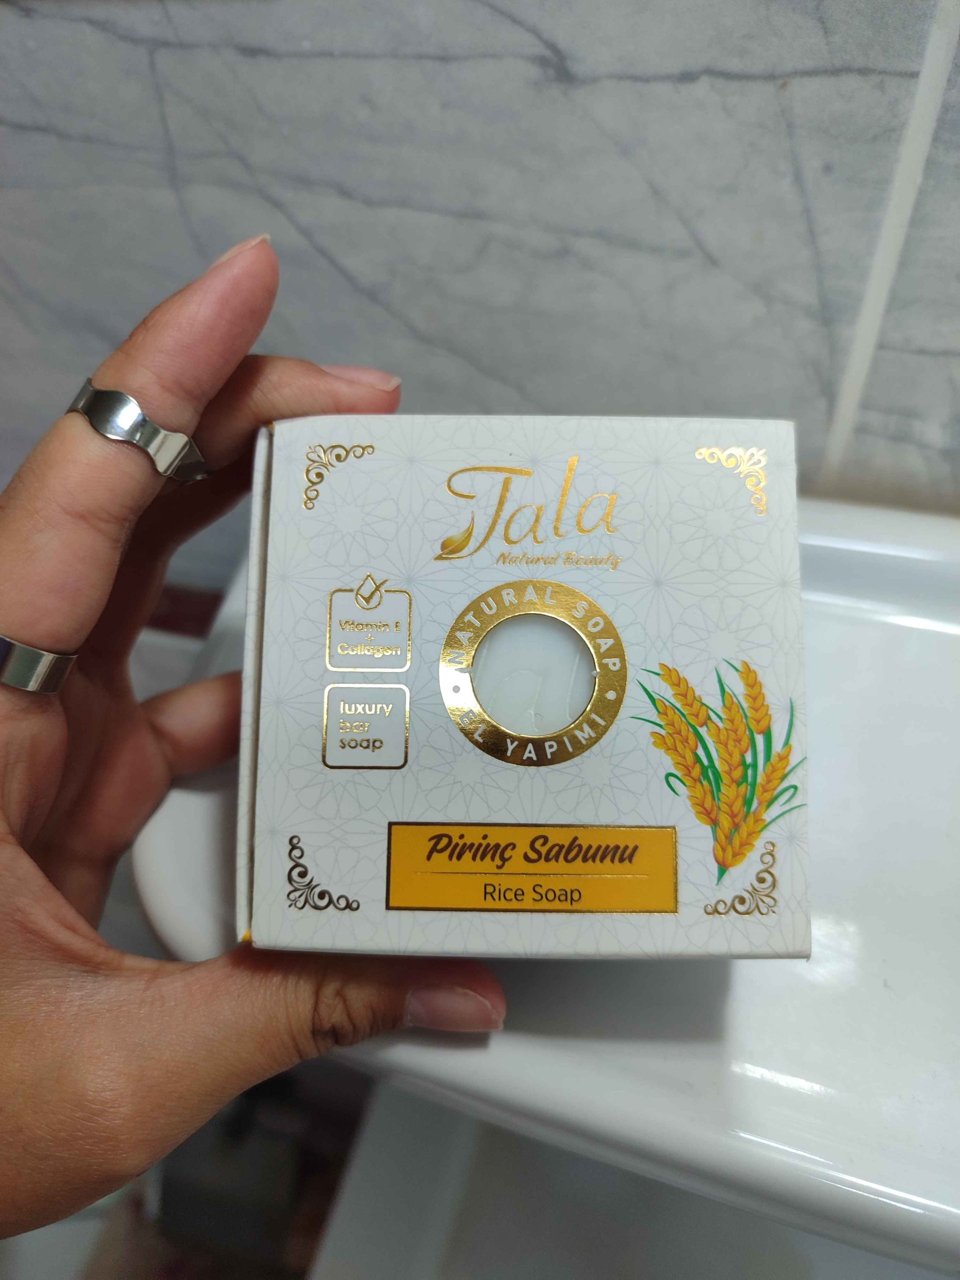 Tala
Natural Beauty
Vitamin E
+
Collagen
luxury
bar
soap
NATURAL SOAP
EL YAPIMI
Pirinç Sabunu
Rice Soap